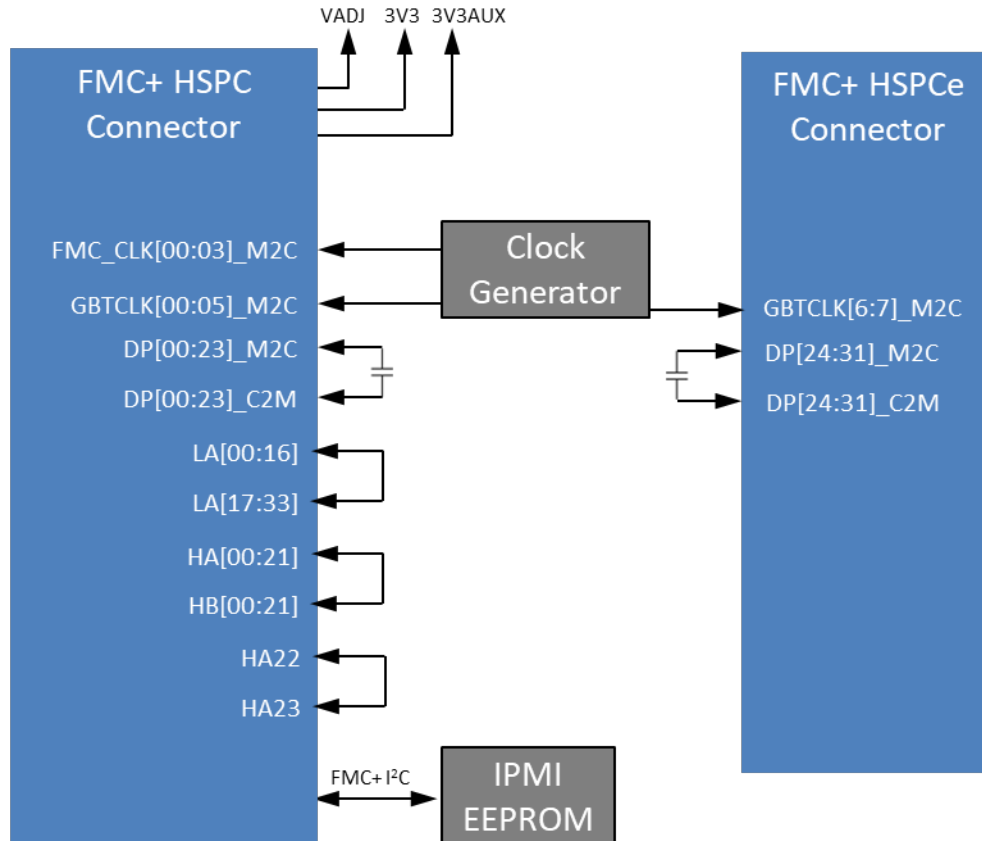 VADJ 3V3 3V3AUX
FMC+ HSPC
Connector
FMC+ HSPCe
Connector
Clock
Generator
FMC_CLK[00:03]_M2C
GBTCLK[00:05]_M2C
DP[00:23]_M2C
DP[00:23]_C2M
LA[00:16]
LA[17:33]
HA[00:21]
HB[00:21]
HA22
HA23
GBTCLK[6:7]_M2C
DP[24:31]_M2C
DP[24:31]_C2M
FMC+ I²C
IPMI
EEPROM